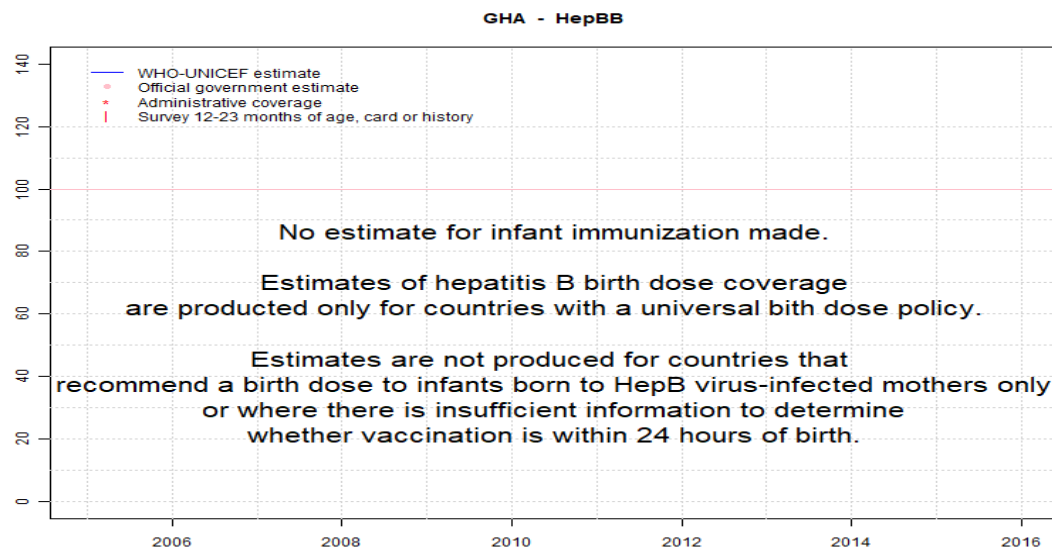 GHA - HepBB
WHO-UNICEF estimate
Official government estimate
Administrative coverage
Survey 12-23 months of age, card or history
No estimate for infant immunization made.
Estimates of hepatitis B birth dose coverage
are producted only for countries with a universal bith dose policy.
Estimates are not produced for countries that
recommend a birth dose to infants born to HepB virus-infected mothers only
or where there is insufficient information to determine
whether vaccination is within 24 hours of birth.
140
120
100
80
60
40
20
0
2006 2008 2010 2012 2014 2016